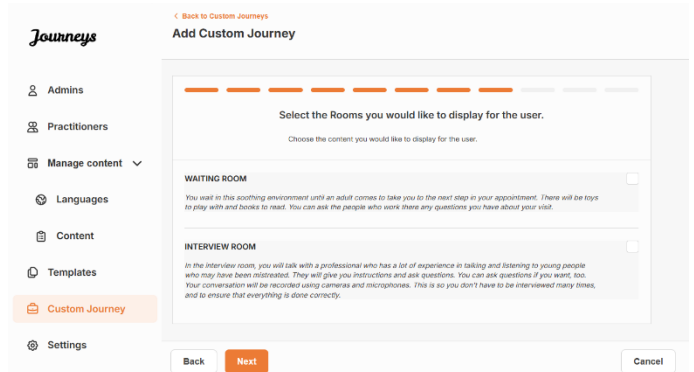 < Back to Custom Journeys
Journeys
Add Custom Journey
Admins
Practitioners
Manage content
Languages
Content
Templates
Custom Journey
Settings
Select the Rooms you would like to display for the user.
Choose the content you would like to display for the user.
WAITING ROOM
You wait in this soothing environment until an adult comes to take you to the next step in your appointment. There will be toys
to play with and books to read. You can ask the people who work there any questions you have about your visit.
INTERVIEW ROOM
In the interview room, you will talk with a professional who has a lot of experience in talking and listening to young people
who may have been mistreated. They will give you instructions and ask questions. You can ask questions if you want, too.
Your conversation will be recorded using cameras and microphones. This is so you don't have to be interviewed many times,
and to ensure that everything is done correctly.
Back
Next
Cancel